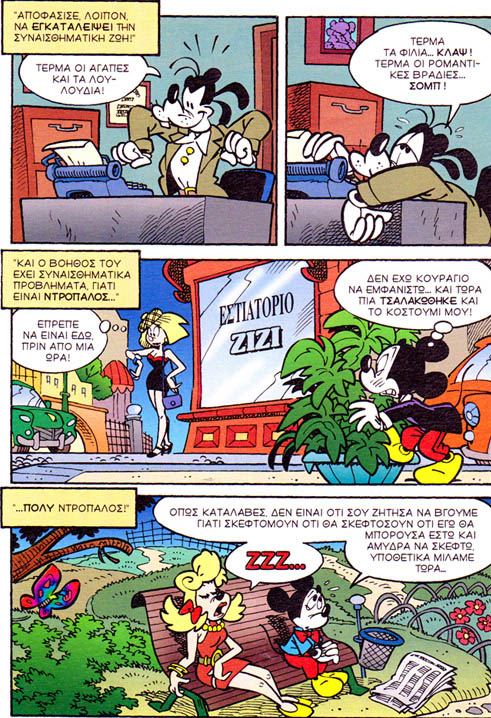 "ΑΠΟΦΑΣΙΣΕ, ΛΟΙΠΟΝ,
ΝΑ ΕΓΚΑΤΑΛΕΙΨΕΙ ΤΗΝ
ΣΥΝΑΙΣΘΗΜΑΤΙΚΗ ΖΩΗ!"
ΤΕΡΜΑ ΟΙ ΑΓΑΠΕΣ
ΚΑΙ ΤΑ ΛΟΥ-
ΛΟΥΔΙΑ!
ΤΕΡΜΑ
ΤΑ ΦΙΛΙΑ... ΚΛΑΨ!
ΤΕΡΜΑ ΟΙ ΡΟΜΑΝΤΙ-
ΚΕΣ ΒΡΑΔΙΕΣ...
ΣΟΜΠ!
"ΚΑΙ Ο ΒΟΗΘΟΣ ΤΟΥ
ΕΧΕΙ ΣΥΝΑΙΣΘΗΜΑΤΙΚΑ
ΠΡΟΒΛΗΜΑΤΑ, ΓΙΑΤΙ
ΕΙΝΑΙ ΝΤΡΟΠΑΛΟΣ..."
ΕΠΡΕΠΕ
ΝΑ ΕΙΝΑΙ ΕΔΩ,
ΠΡΙΝ ΑΠΟ ΜΙΑ
ΩΡΑ!
ΕΣΤΙΑΤΟΡΙΟ
ΖΙΖΙ
ΔΕΝ ΕΧΩ ΚΟΥΡΑΓΙΟ
ΝΑ ΕΜΦΑΝΙΣΤΩ... ΚΑΙ ΤΩΡΑ
ΠΙΑ ΤΣΑΛΑΚΩΘΗΚΕ ΚΑΙ
ΤΟ ΚΟΣΤΟΥΜΙ ΜΟΥ!
"...ΠΟΛΥ ΝΤΡΟΠΑΛΟΣ!"
ΟΠΩΣ ΚΑΤΑΛΑΒΕΣ, ΔΕΝ ΕΙΝΑΙ ΟΤΙ ΣΟΥ ΖΗΤΗΣΑ ΝΑ ΒΓΟΥΜΕ
ΓΙΑΤΙ ΣΚΕΦΤΟΜΟΥΝ ΟΤΙ ΘΑ ΣΚΕΦΤΟΣΟΥΝ ΟΤΙ ΕΓΩ ΘΑ
ΜΠΟΡΟΥΣΑ ΕΣΤΩ ΚΑΙ
ΑΜΥΔΡΑ ΝΑ ΣΚΕΦΤΩ,
ΥΠΟΘΕΤΙΚΑ ΜΙΛΑΜΕ
ΤΩΡΑ...
ZZZ...